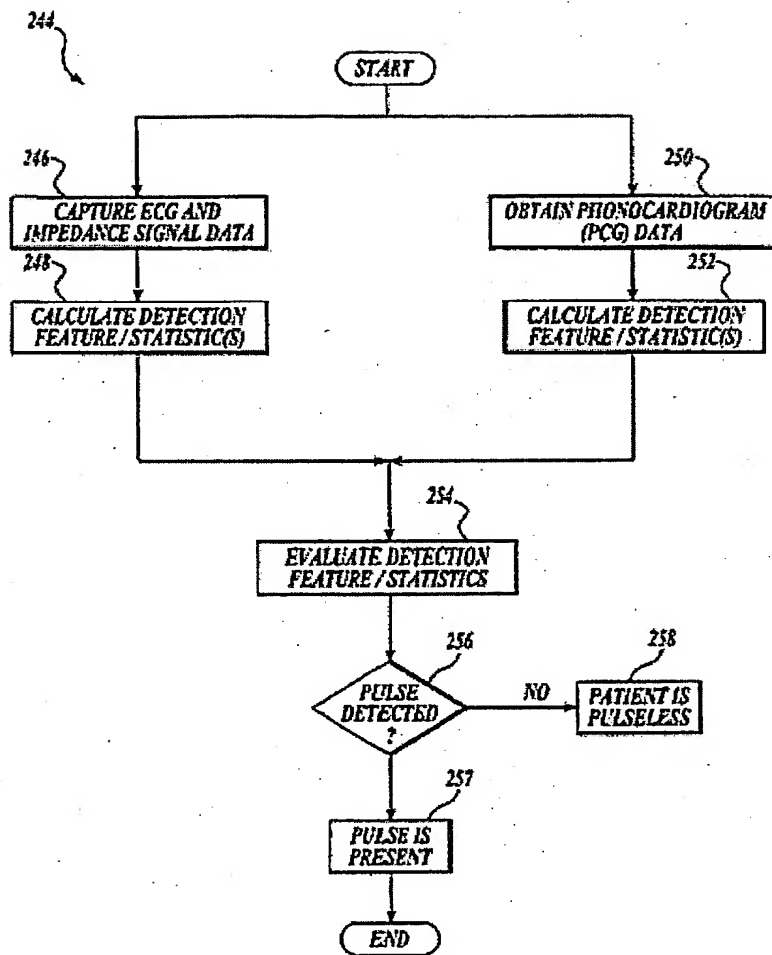 244
START
246
CAPTURE ECG AND
IMPEDANCE SIGNAL DATA
250
OBTAIN PHONOCARDIOGRAM
(PCG) DATA
248
CALCULATE DETECTION
FEATURE / STATISTIC(S)
252
CALCULATE DETECTION
FEATURE / STATISTIC(S)
254
EVALUATE DETECTION
FEATURE / STATISTICS
256
PULSE
DETECTED
?
NO
258
PATIENT IS
PULSELESS
257
PULSE IS
PRESENT
END